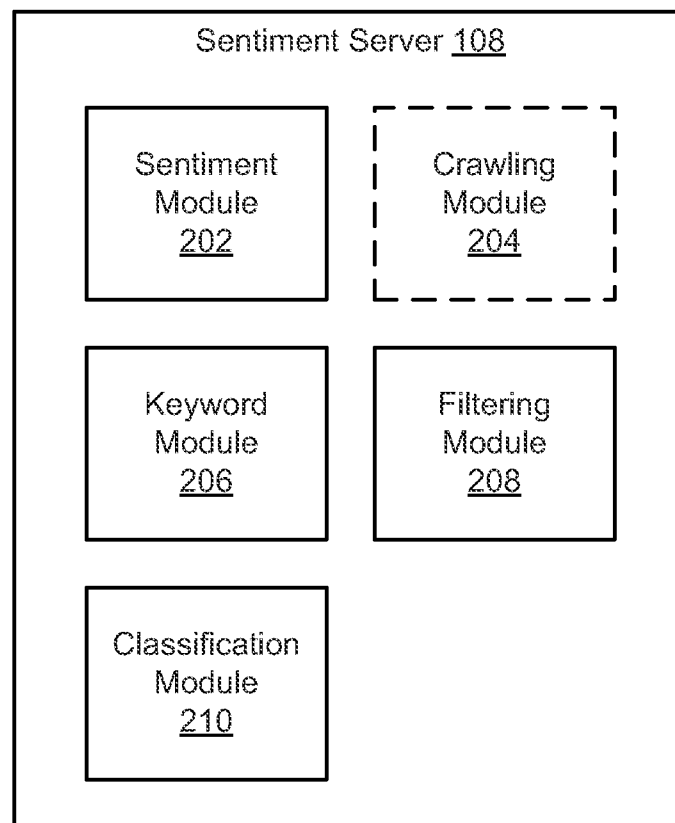 Sentiment Server 108
Sentiment
Module
202
Crawling
Module
204
Keyword
Module
206
Filtering
Module
208
Classification
Module
210